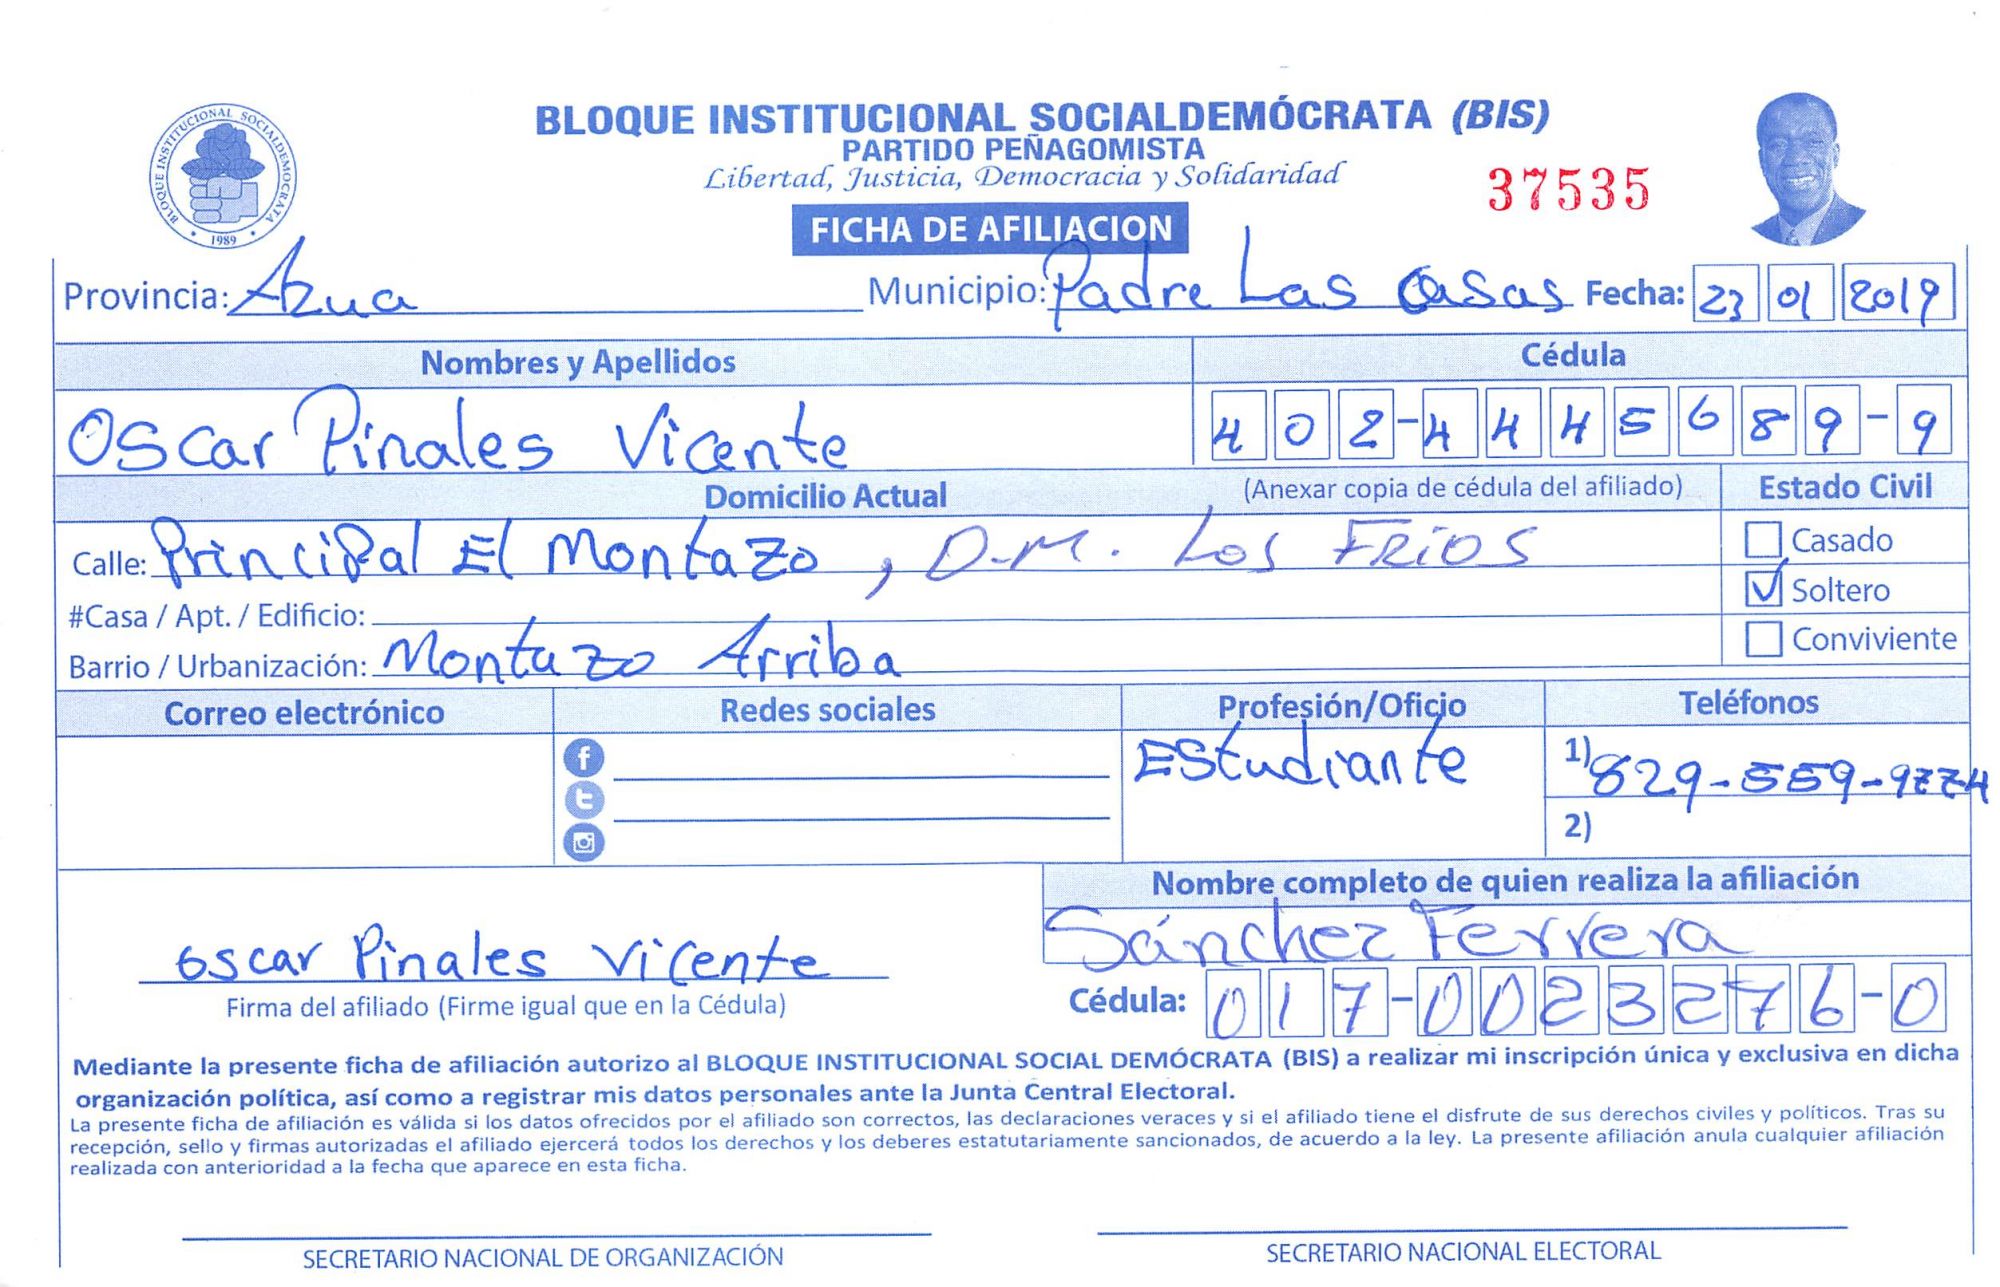 BLOQUE INSTITUCIONAL SOCIALDEMÓCRATA (BIS)
PARTIDO PEÑAGOMISTA
Libertad, Justicia, Democracia y Solidaridad
37535
BLOQUE INSTITUCIONAL SOCIALDEMOCRATA
1989
FICHA DE AFILIACION
Provincia: Azua Municipio: Padre Las Casas Fecha: 23 01 2019
Nombres y Apellidos Cédula
Oscar Pinales Vicente 402-4445689-9
Domicilio Actual (Anexar copia de cédula del afiliado) Estado Civil
Calle: Principal El Montazo, D.M. Los Frios Casado
#Casa / Apt. / Edificio: Soltero
Barrio / Urbanización: Montazo Arriba Conviviente
Correo electrónico Redes sociales Profesión/Oficio Teléfonos
Estudiante 1) 829-559-9774
2)
Nombre completo de quien realiza la afiliación
Sánchez Ferrera
Oscar Pinales Vicente
Firma del afiliado (Firme igual que en la Cédula) Cédula: 017-0023276-0
Mediante la presente ficha de afiliación autorizo al BLOQUE INSTITUCIONAL SOCIAL DEMÓCRATA (BIS) a realizar mi inscripción única y exclusiva en dicha
organización política, así como a registrar mis datos personales ante la Junta Central Electoral.
La presente ficha de afiliación es válida si los datos ofrecidos por el afiliado son correctos, las declaraciones veraces y si el afiliado tiene el disfrute de sus derechos civiles y políticos. Tras su
recepción, sello y firmas autorizadas el afiliado ejercerá todos los derechos y los deberes estatutariamente sancionados, de acuerdo a la ley. La presente afiliación anula cualquier afiliación
realizada con anterioridad a la fecha que aparece en esta ficha.
SECRETARIO NACIONAL DE ORGANIZACIÓN SECRETARIO NACIONAL ELECTORAL